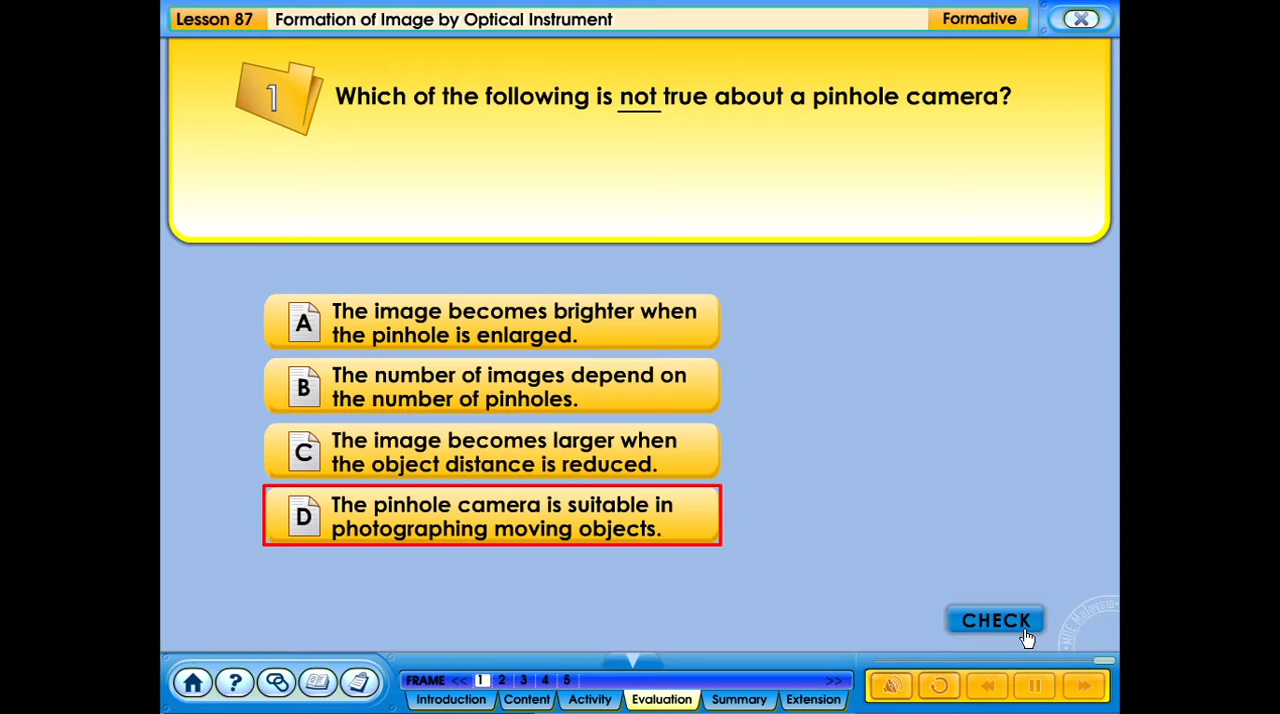 Lesson 87
Formation of Image by Optical Instrument
Formative
1
Which of the following is not true about a pinhole camera?
A
The image becomes brighter when
the pinhole is enlarged.
B
The number of images depend on
the number of pinholes.
C
The image becomes larger when
the object distance is reduced.
D
The pinhole camera is suitable in
photographing moving objects.
CHECK
FRAME << 1 2 3 4 5 >>
Introduction Content Activity Evaluation Summary Extension